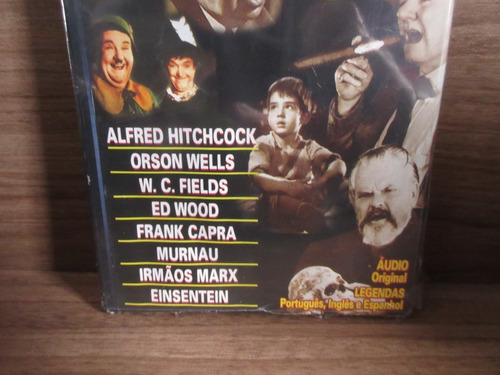 ALFRED HITCHCOCK
ORSON WELLS
W. C. FIELDS
ED WOOD
FRANK CAPRA
MURNAU
IRMÃOS MARX
EINSENTEIN
ÁUDIO
Original
LEGENDAS
Português, Inglês e Espanhol